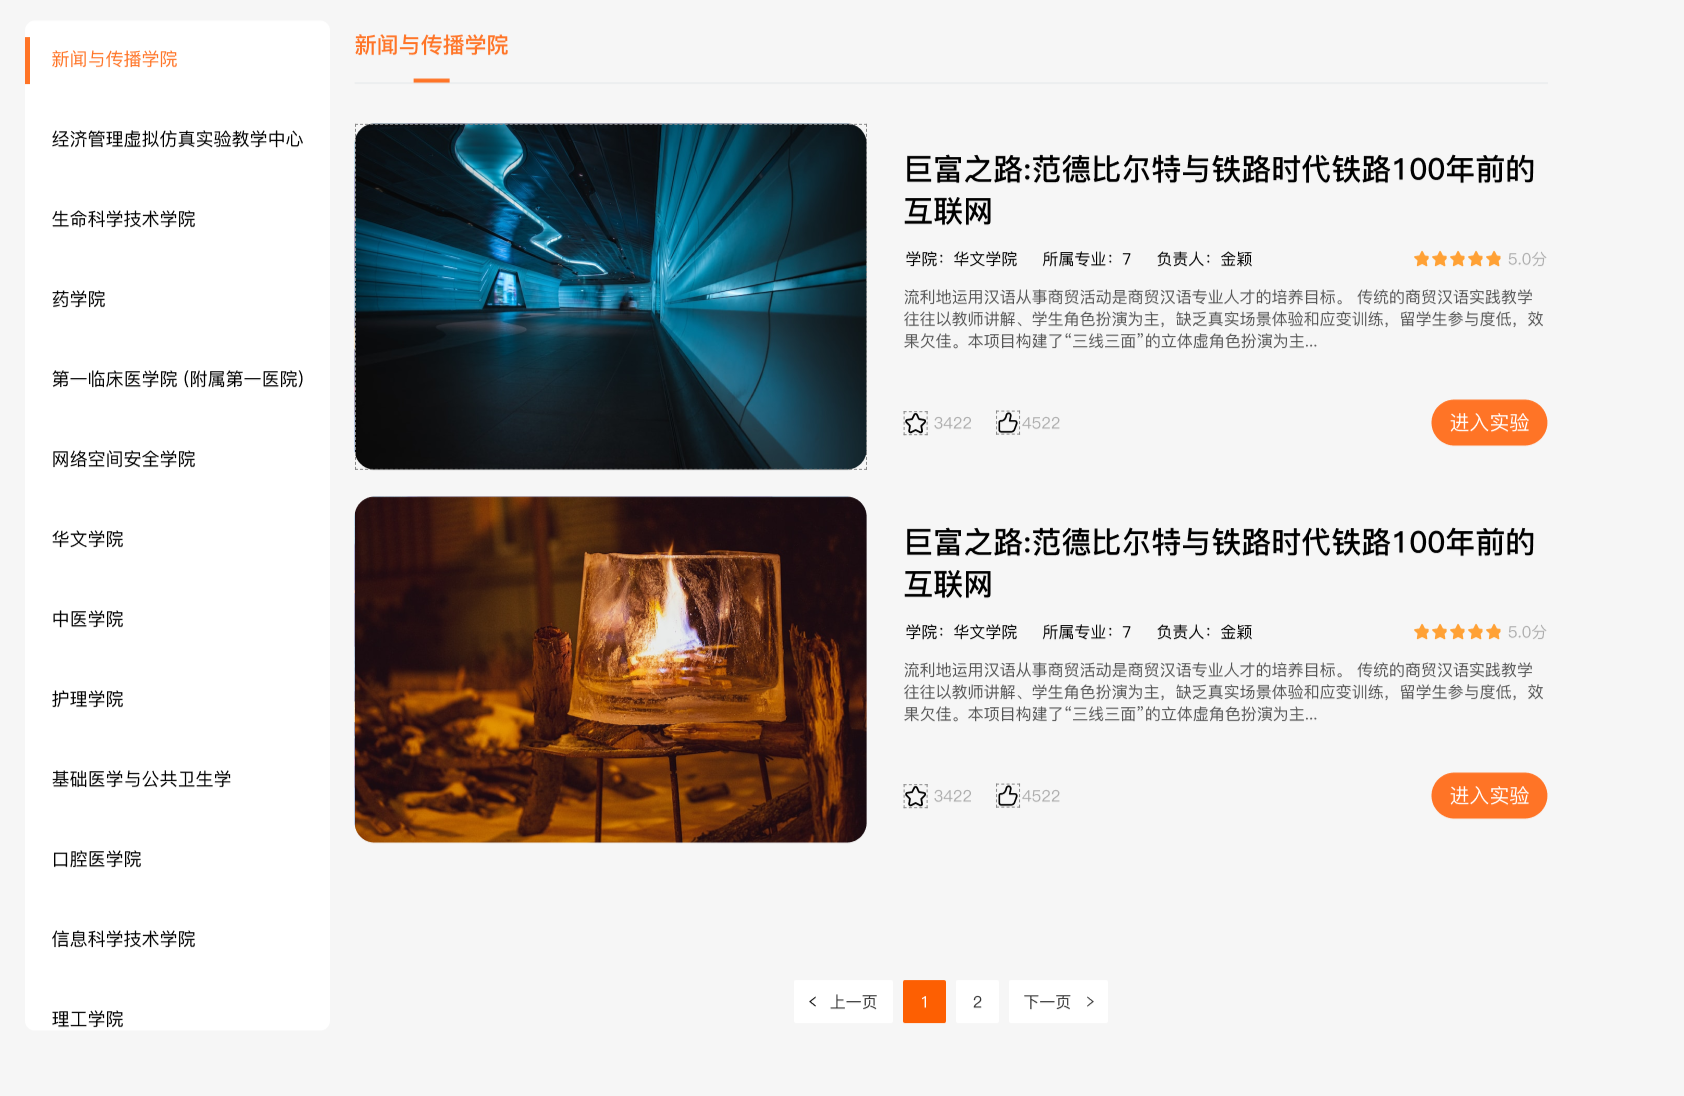 新闻与传播学院
经济管理虚拟仿真实验教学中心
生命科学技术学院
药学院
第一临床医学院 (附属第一医院)
网络空间安全学院
华文学院
中医学院
护理学院
基础医学与公共卫生学
口腔医学院
信息科学技术学院
理工学院
新闻与传播学院
巨富之路:范德比尔特与铁路时代铁路100年前的
互联网
学院：华文学院 所属专业：7 负责人：金颖 5.0分
流利地运用汉语从事商贸活动是商贸汉语专业人才的培养目标。 传统的商贸汉语实践教学
往往以教师讲解、学生角色扮演为主，缺乏真实场景体验和应变训练，留学生参与度低，效
果欠佳。本项目构建了“三线三面”的立体虚角色扮演为主...
3422 4522 进入实验
巨富之路:范德比尔特与铁路时代铁路100年前的
互联网
学院：华文学院 所属专业：7 负责人：金颖 5.0分
流利地运用汉语从事商贸活动是商贸汉语专业人才的培养目标。 传统的商贸汉语实践教学
往往以教师讲解、学生角色扮演为主，缺乏真实场景体验和应变训练，留学生参与度低，效
果欠佳。本项目构建了“三线三面”的立体虚角色扮演为主...
3422 4522 进入实验
< 上一页 1 2 下一页 >